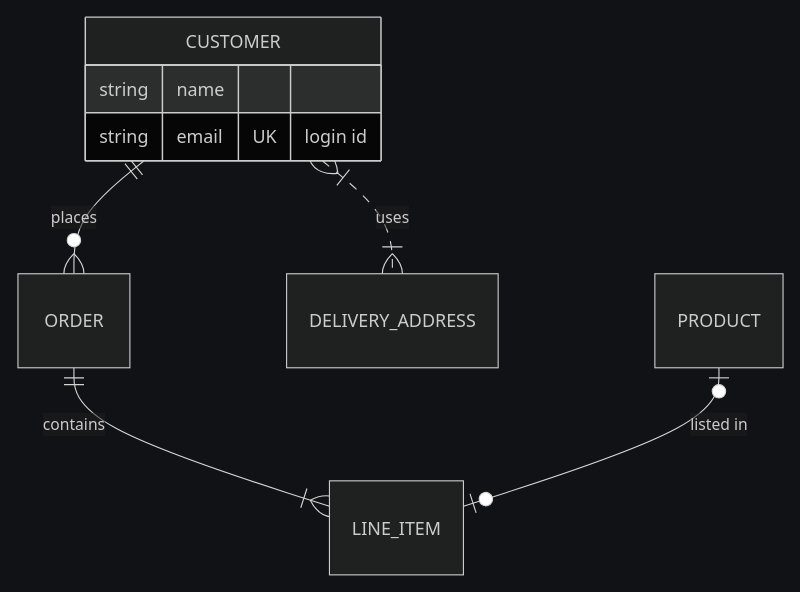 CUSTOMER
string name
string email UK login id
places
uses
ORDER
DELIVERY_ADDRESS
PRODUCT
contains
listed in
LINE_ITEM